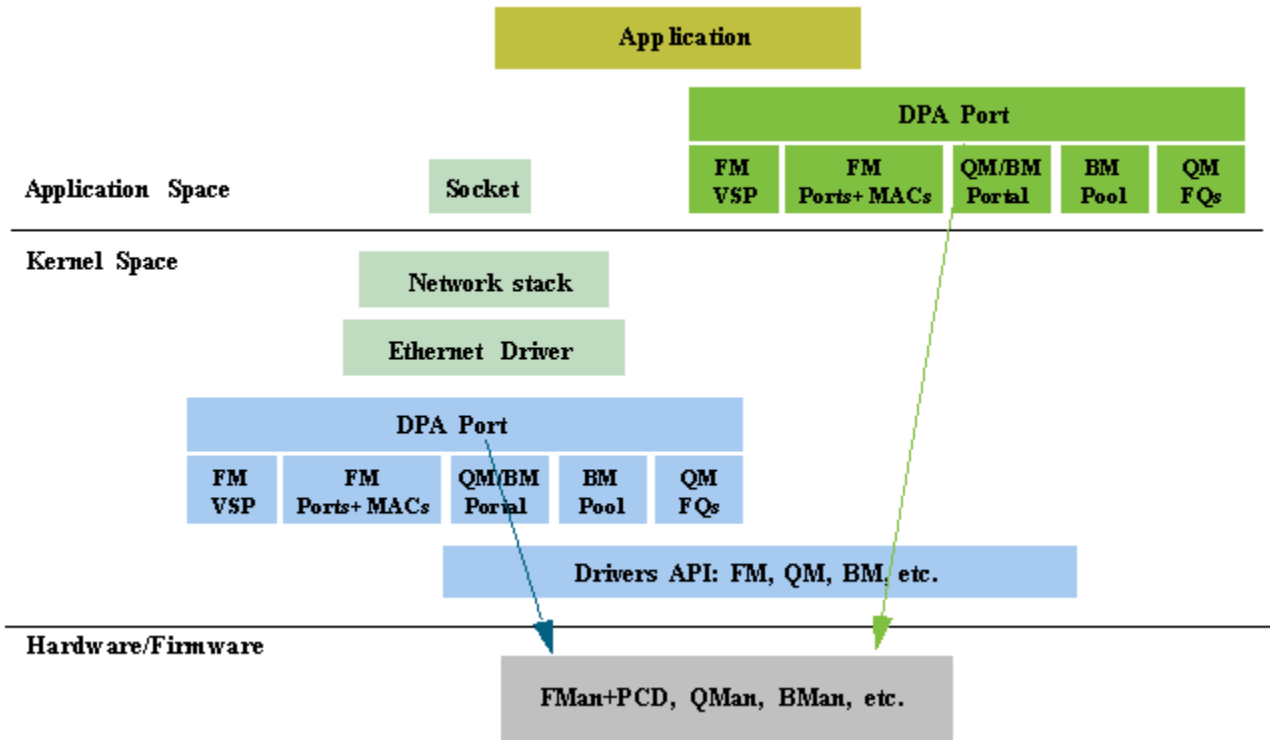 Application
DPA Port
FM
VSP
FM
Ports+ MACs
QM/BM
Portal
BM
Pool
QM
FQs
Application Space
Socket
Kernel Space
Network stack
Ethernet Driver
DPA Port
FM
VSP
FM
Ports+ MACs
QM/BM
Portal
BM
Pool
QM
FQs
Drivers API: FM, QM, BM, etc.
Hardware/Firmware
FMan+PCD, QMan, BMan, etc.